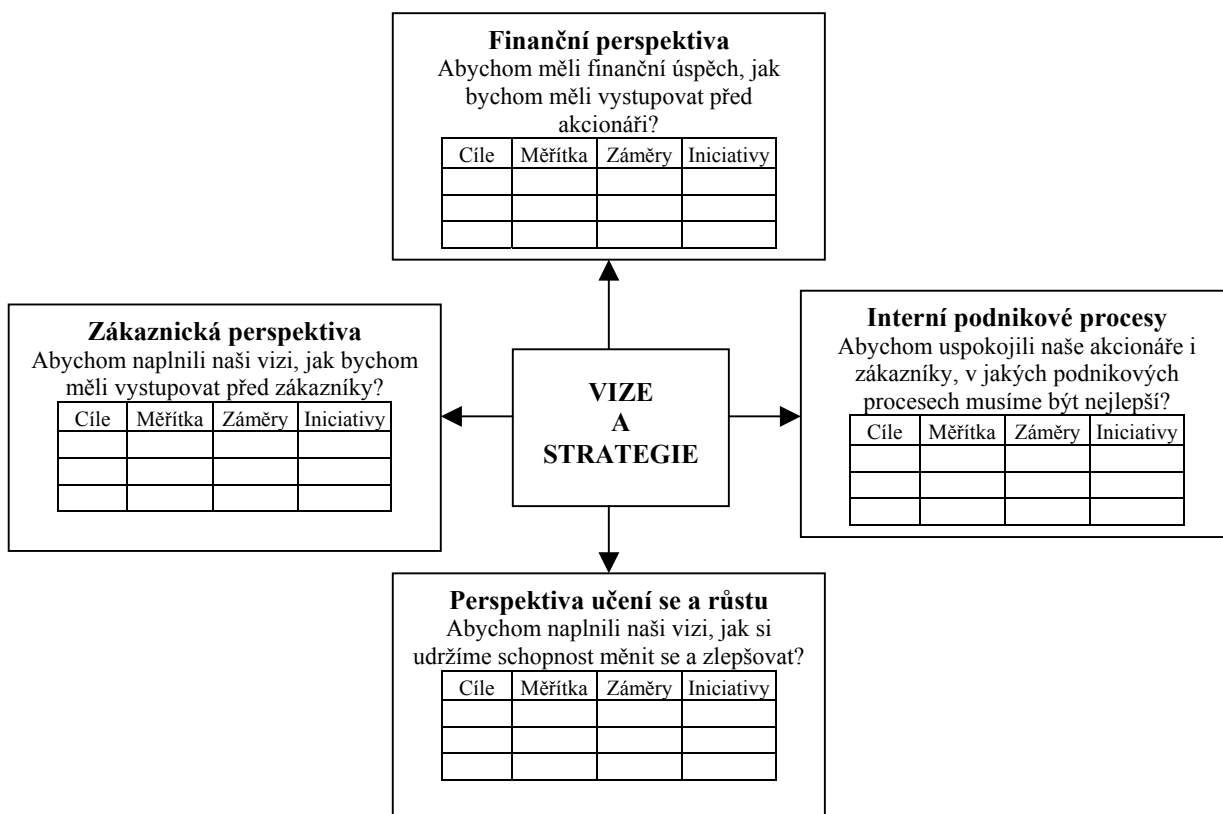 Finanční perspektiva
Abychom měli finanční úspěch, jak
bychom měli vystupovat před
akcionáři?
Cíle Měřítka Záměry Iniciativy
Zákaznická perspektiva
Abychom naplnili naši vizi, jak bychom
měli vystupovat před zákazníky?
Cíle Měřítka Záměry Iniciativy
VIZE
A
STRATEGIE
Interní podnikové procesy
Abychom uspokojili naše akcionáře i
zákazníky, v jakých podnikových
procesech musíme být nejlepší?
Cíle Měřítka Záměry Iniciativy
Perspektiva učení se a růstu
Abychom naplnili naši vizi, jak si
udržíme schopnost měnit se a zlepšovat?
Cíle Měřítka Záměry Iniciativy